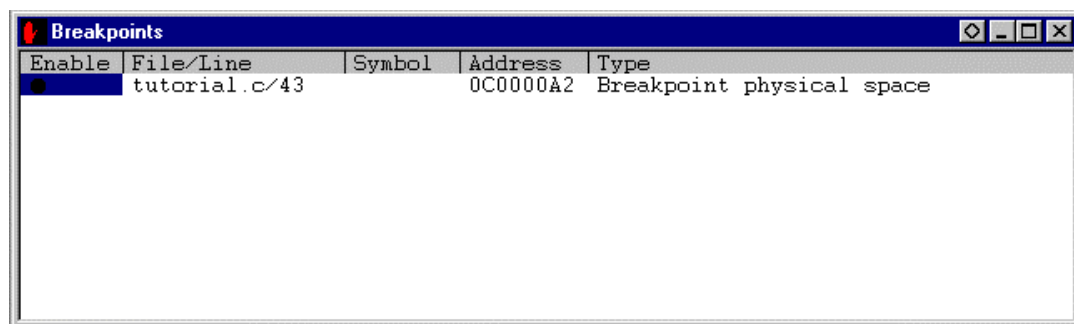 Breakpoints
Enable File/Line Symbol Address Type
tutorial.c/43 0C0000A2 Breakpoint physical space